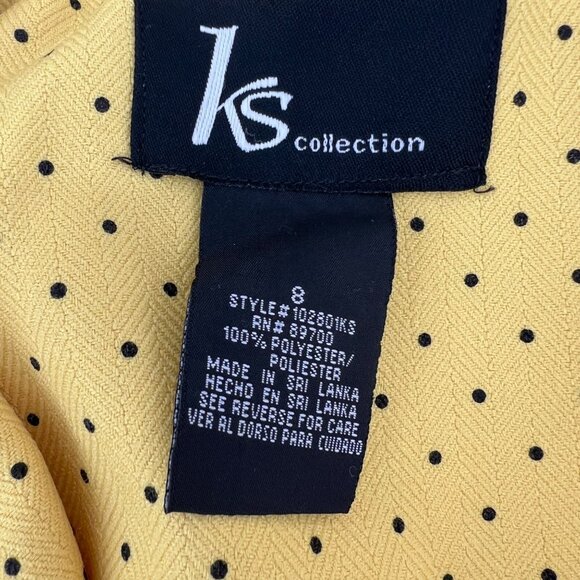 ks
collection
8
STYLE#102801KS
RN# 89700
100% POLYESTER/
POLIESTER
MADE IN SRI LANKA
HECHO EN SRI LANKA
SEE REVERSE FOR CARE
VER AL DORSO PARA CUIDADO